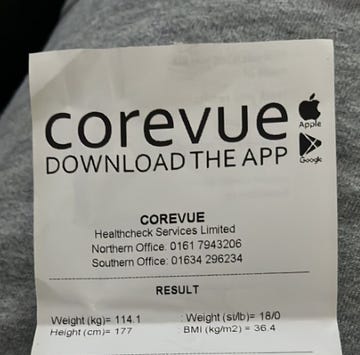 corevue
Apple
DOWNLOAD THE APP
Google
COREVUE
Healthcheck Services Limited
Northern Office: 0161 7943206
Southern Office: 01634 296234
RESULT
Weight (kg)= 114.1 : Weight (st/lb)= 18/0
Height (cm)= 177 BMI (kg/m2) = 36.4